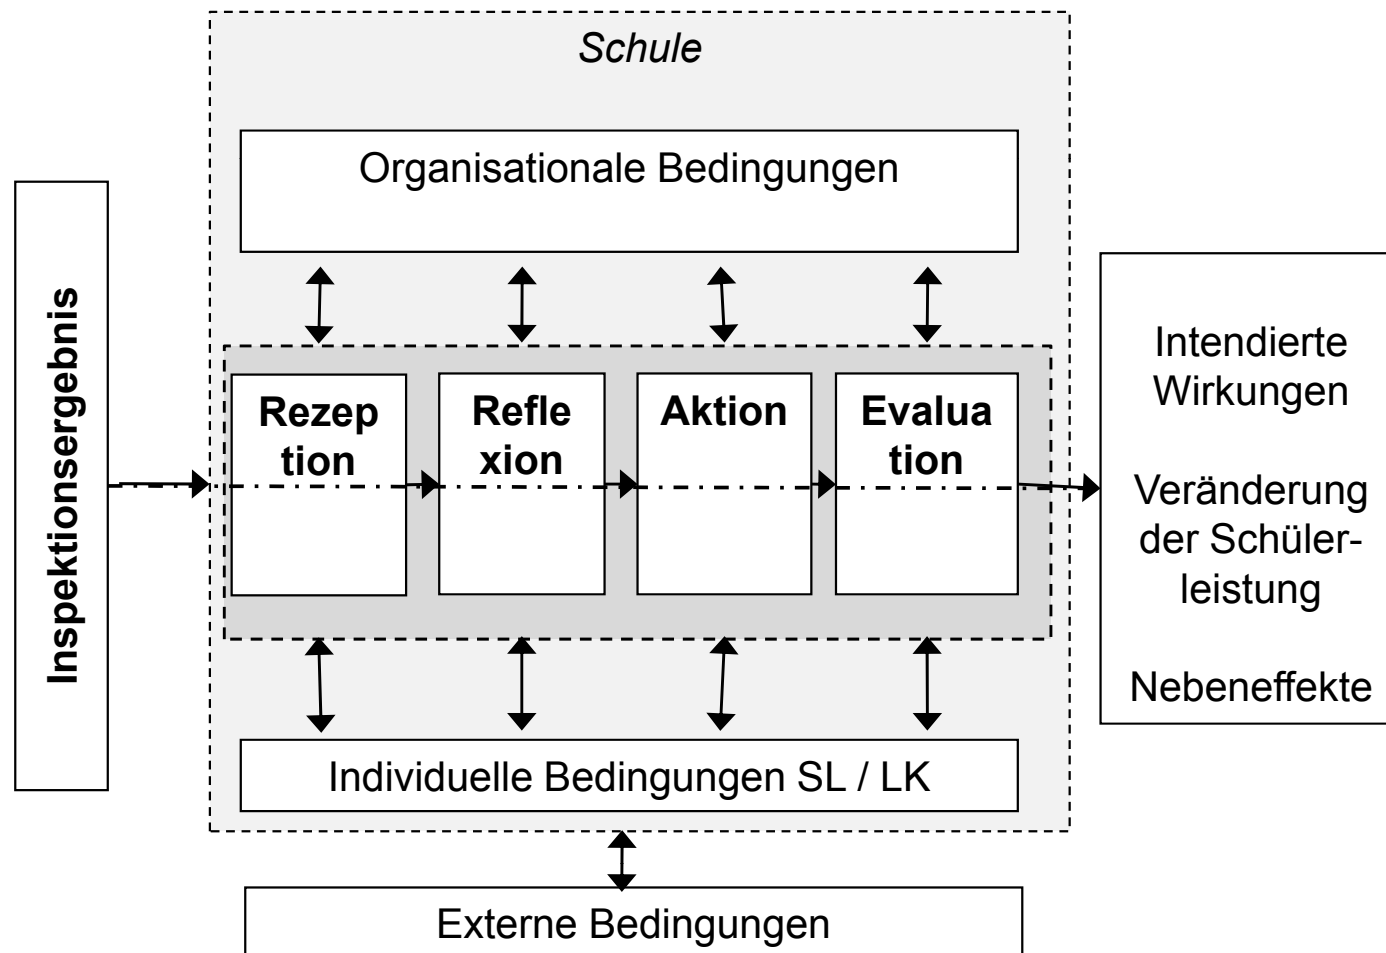 Schule
Organisationale Bedingungen
Inspektionsergebnis
Rezep
tion
Refle
xion
Aktion
Evalua
tion
Intendierte
Wirkungen
Veränderung
der Schüler-
leistung
Nebeneffekte
Individuelle Bedingungen SL / LK
Externe Bedingungen